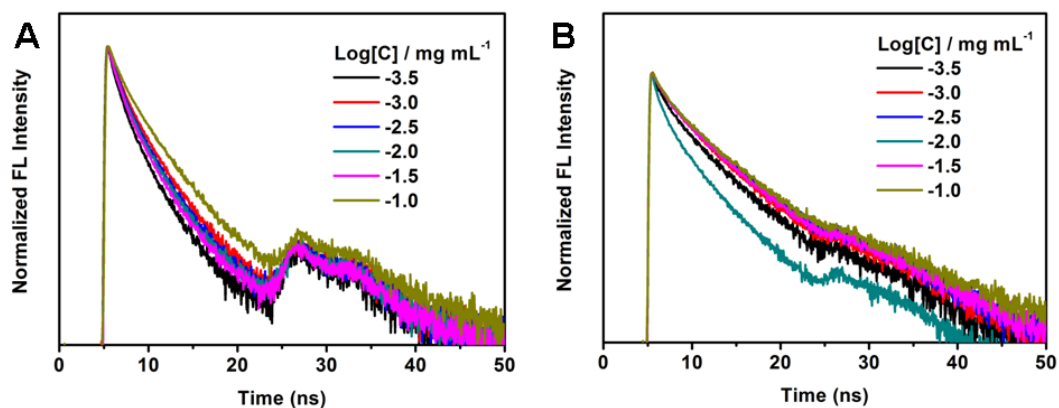 A
Normalized FL Intensity
Log[C] / mg mL⁻¹
-3.5
-3.0
-2.5
-2.0
-1.5
-1.0
0 10 20 30 40 50
Time (ns)
B
Normalized FL Intensity
Log[C] / mg mL⁻¹
-3.5
-3.0
-2.5
-2.0
-1.5
-1.0
0 10 20 30 40 50
Time (ns)